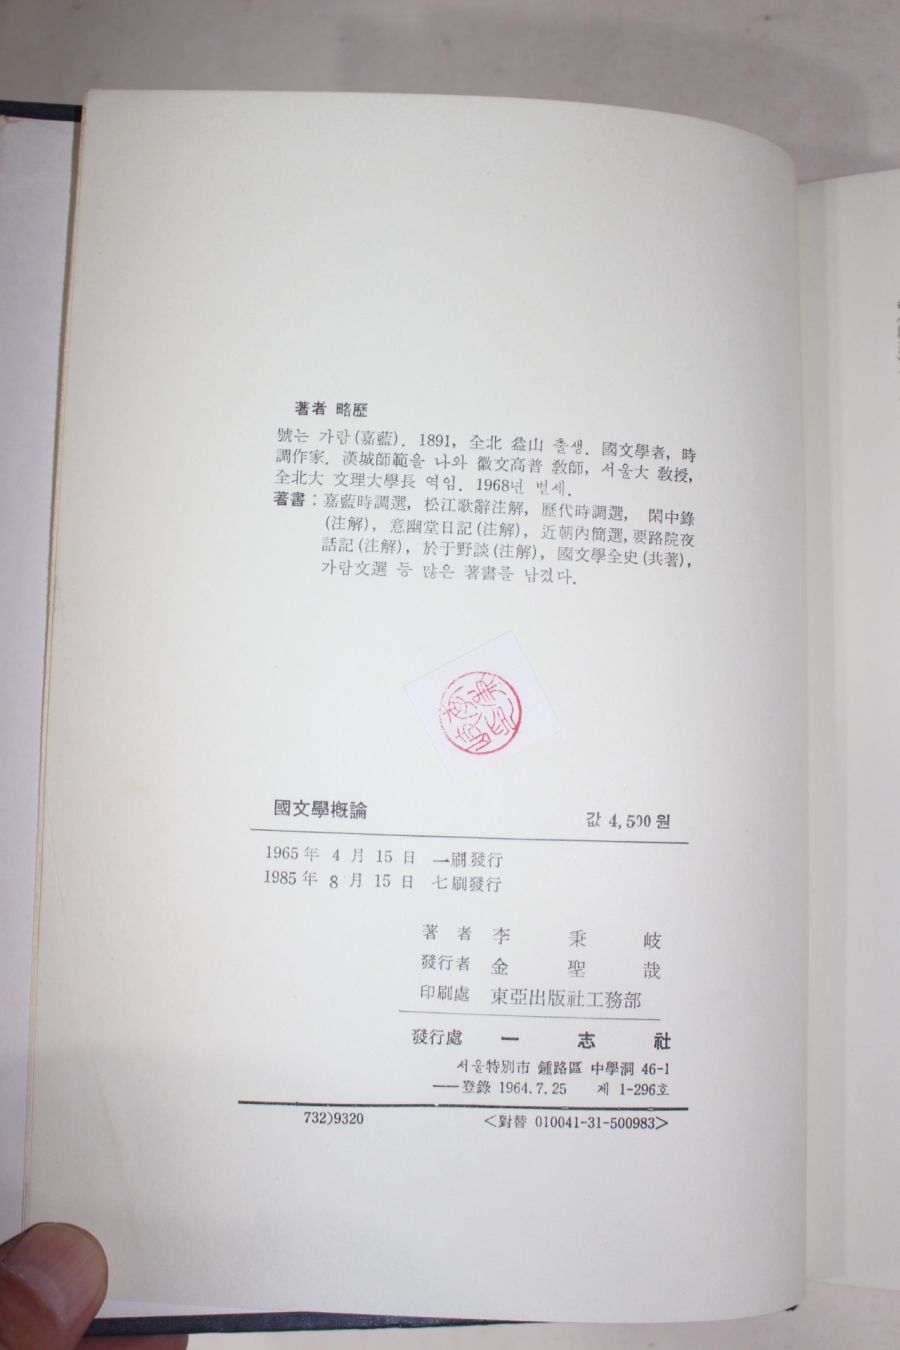 著者 略歷
號는 가람(嘉藍). 1891, 全北 益山 출생. 國文學者, 時
調作家. 漢城師範을 나와 徽文高普 敎師, 서울大 敎授,
全北大 文理大學長 역임. 1968년 별세.
著書 : 嘉藍時調選, 松江歌辭注解, 歷代時調選, 閑中錄
(注解), 意幽堂日記(注解), 近朝內簡選, 要路院夜
話記(注解), 於于野談(注解), 國文學全史(共著),
가람文選 등 많은 著書를 남겼다.
國文學槪論
값 4,500원
1965年 4月 15日 一刷發行
1985年 8月 15日 七刷發行
著者 李秉岐
發行者 金聖哉
印刷處 東亞出版社工務部
發行處 一志社
서울特別市 鍾路區 中學洞 46-1
──登錄 1964.7.25 제 1-296호
732)9320 <對替 010041-31-500983>